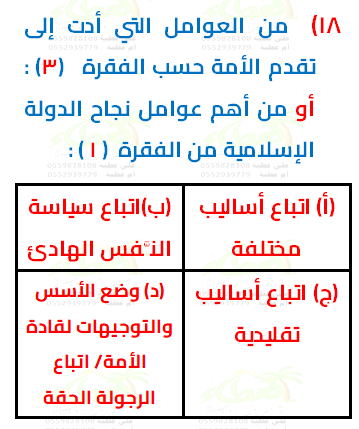 ١٨) من العوامل التي أدت إلى
تقدم الأمة حسب الفقرة (٣) :
أو من أهم عوامل نجاح الدولة
الإسلامية من الفقرة (١) :
(أ) اتباع أساليب مختلفة
(ب) اتباع سياسة النفس الهادئ
(ج) اتباع أساليب تقليدية
(د) وضع الأسس
والتوجيهات لقادة
الأمة/ اتباع
الرجولة الحقة